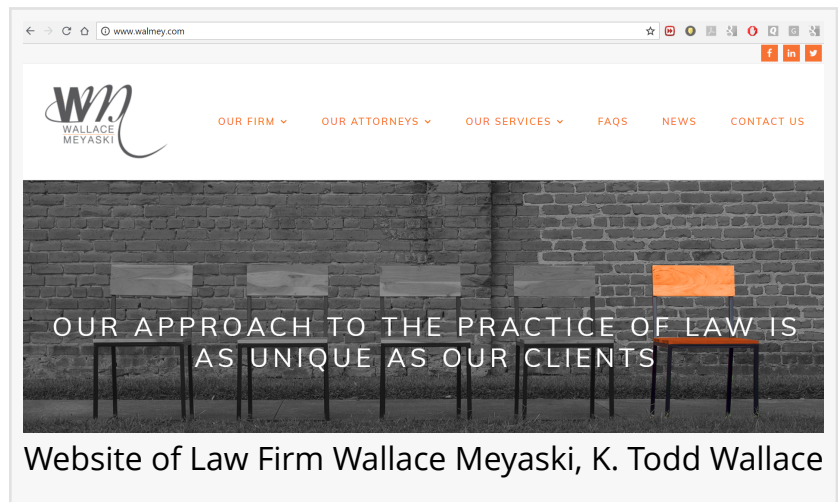 www.walmey.com
WM
WALLACE
MEYASKI
OUR FIRM
OUR ATTORNEYS
OUR SERVICES
FAQS
NEWS
CONTACT US
OUR APPROACH TO THE PRACTICE OF LAW IS
AS UNIQUE AS OUR CLIENTS
Website of Law Firm Wallace Meyaski, K. Todd Wallace